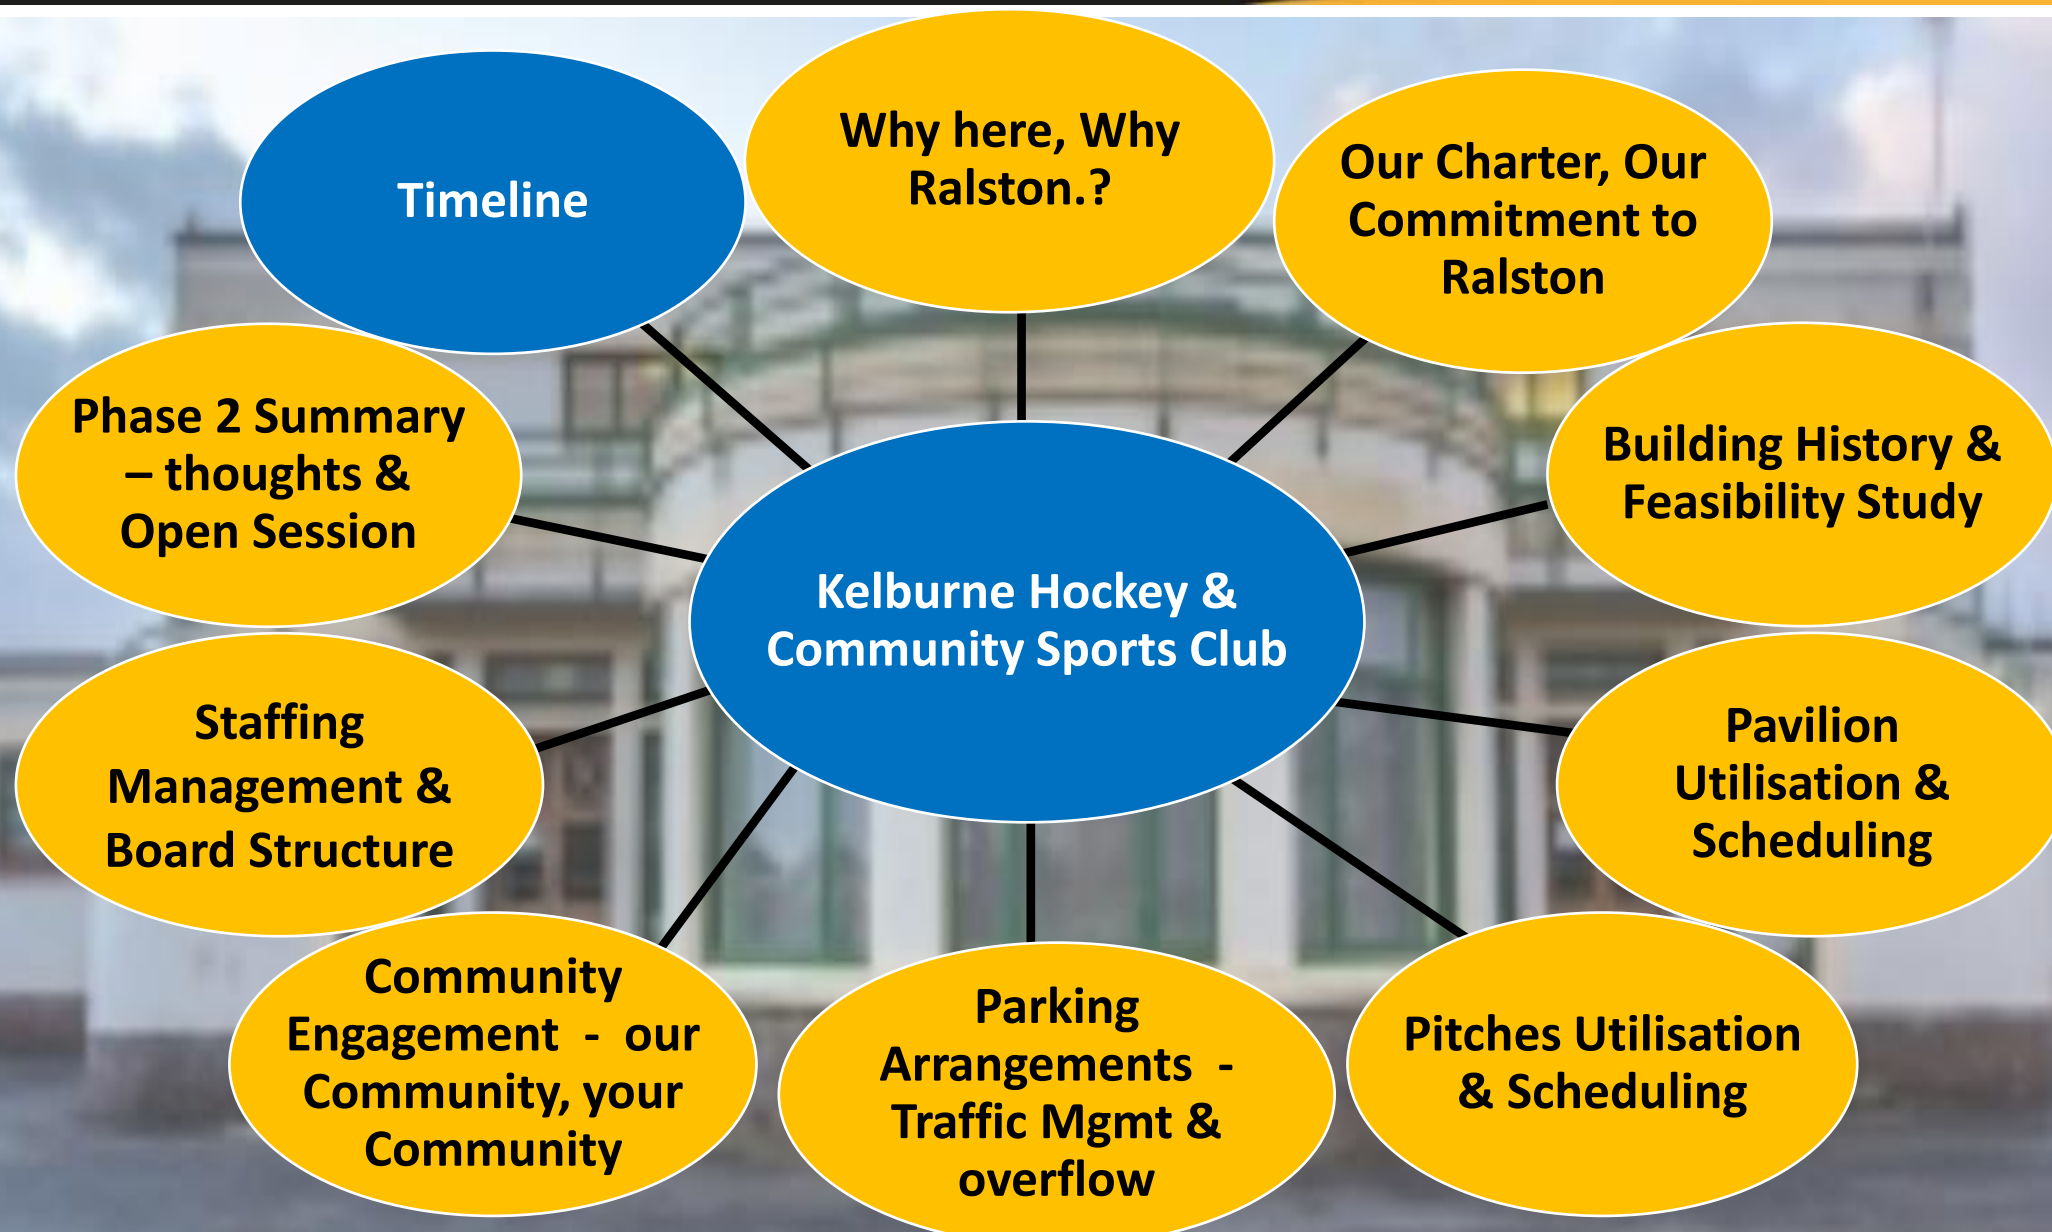 Timeline
Why here, Why
Ralston.?
Our Charter, Our
Commitment to
Ralston
Building History &
Feasibility Study
Pavilion
Utilisation &
Scheduling
Pitches Utilisation
& Scheduling
Parking
Arrangements  -
Traffic Mgmt &
overflow
Community
Engagement  -  our
Community, your
Community
Staffing
Management &
Board Structure
Phase 2 Summary
– thoughts &
Open Session
Kelburne Hockey &
Community Sports Club